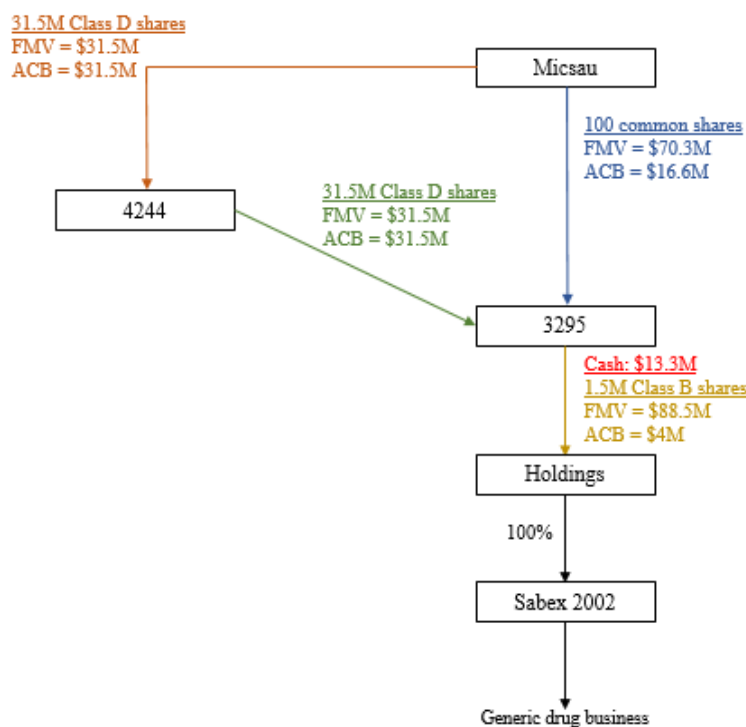 31.5M Class D shares
FMV = $31.5M
ACB = $31.5M
Micsau
100 common shares
FMV = $70.3M
ACB = $16.6M
4244
31.5M Class D shares
FMV = $31.5M
ACB = $31.5M
3295
Cash: $13.3M
1.5M Class B shares
FMV = $88.5M
ACB = $4M
Holdings
100%
Sabex 2002
Generic drug business